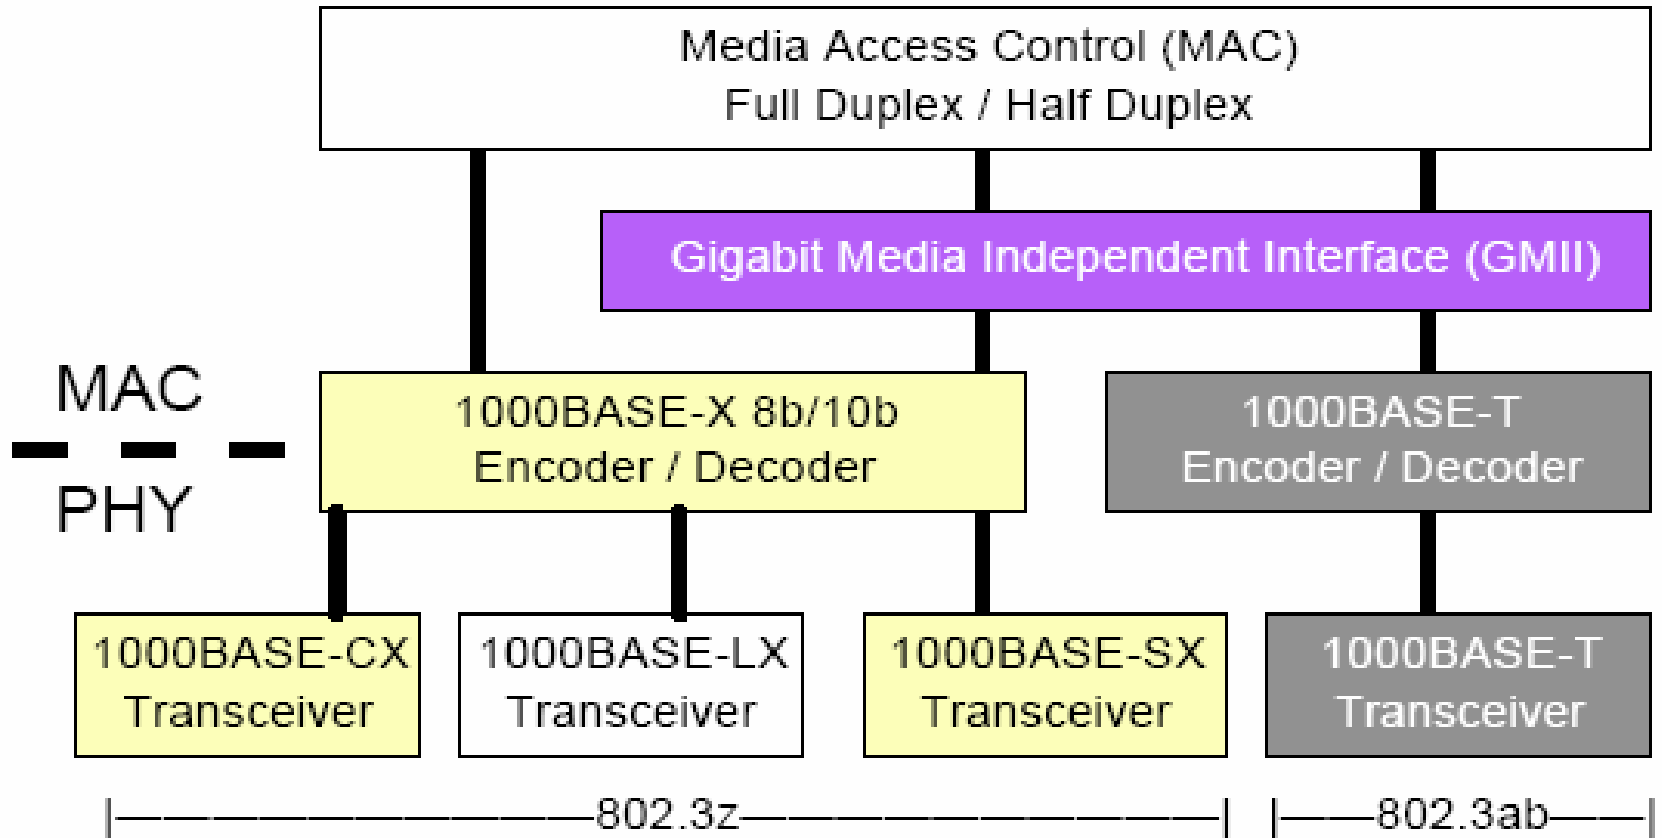 Media Access Control (MAC)
Full Duplex / Half Duplex
Gigabit Media Independent Interface (GMII)
MAC
PHY
1000BASE-X 8b/10b
Encoder / Decoder
1000BASE-T
Encoder / Decoder
1000BASE-CX
Transceiver
1000BASE-LX
Transceiver
1000BASE-SX
Transceiver
1000BASE-T
Transceiver
802.3z
802.3ab